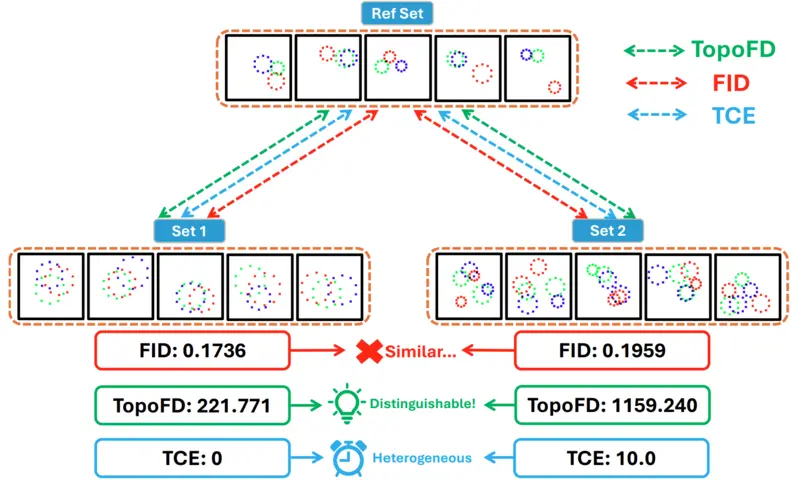 Ref Set
TopoFD
FID
TCE
Set 1
Set 2
FID: 0.1736
Similar...
FID: 0.1959
TopoFD: 221.771
Distinguishable!
TopoFD: 1159.240
TCE: 0
Heterogeneous
TCE: 10.0